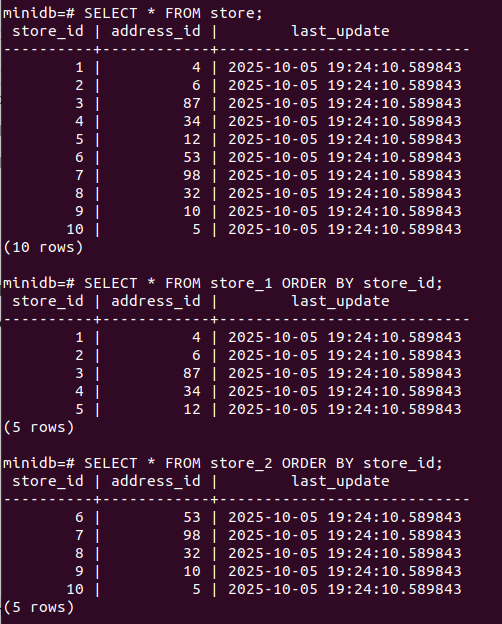 minidb=# SELECT * FROM store;
 store_id | address_id |        last_update
----------+------------+----------------------------
        1 |          4 | 2025-10-05 19:24:10.589843
        2 |          6 | 2025-10-05 19:24:10.589843
        3 |         87 | 2025-10-05 19:24:10.589843
        4 |         34 | 2025-10-05 19:24:10.589843
        5 |         12 | 2025-10-05 19:24:10.589843
        6 |         53 | 2025-10-05 19:24:10.589843
        7 |         98 | 2025-10-05 19:24:10.589843
        8 |         32 | 2025-10-05 19:24:10.589843
        9 |         10 | 2025-10-05 19:24:10.589843
       10 |          5 | 2025-10-05 19:24:10.589843
(10 rows)

minidb=# SELECT * FROM store_1 ORDER BY store_id;
 store_id | address_id |        last_update
----------+------------+----------------------------
        1 |          4 | 2025-10-05 19:24:10.589843
        2 |          6 | 2025-10-05 19:24:10.589843
        3 |         87 | 2025-10-05 19:24:10.589843
        4 |         34 | 2025-10-05 19:24:10.589843
        5 |         12 | 2025-10-05 19:24:10.589843
(5 rows)

minidb=# SELECT * FROM store_2 ORDER BY store_id;
 store_id | address_id |        last_update
----------+------------+----------------------------
        6 |         53 | 2025-10-05 19:24:10.589843
        7 |         98 | 2025-10-05 19:24:10.589843
        8 |         32 | 2025-10-05 19:24:10.589843
        9 |         10 | 2025-10-05 19:24:10.589843
       10 |          5 | 2025-10-05 19:24:10.589843
(5 rows)